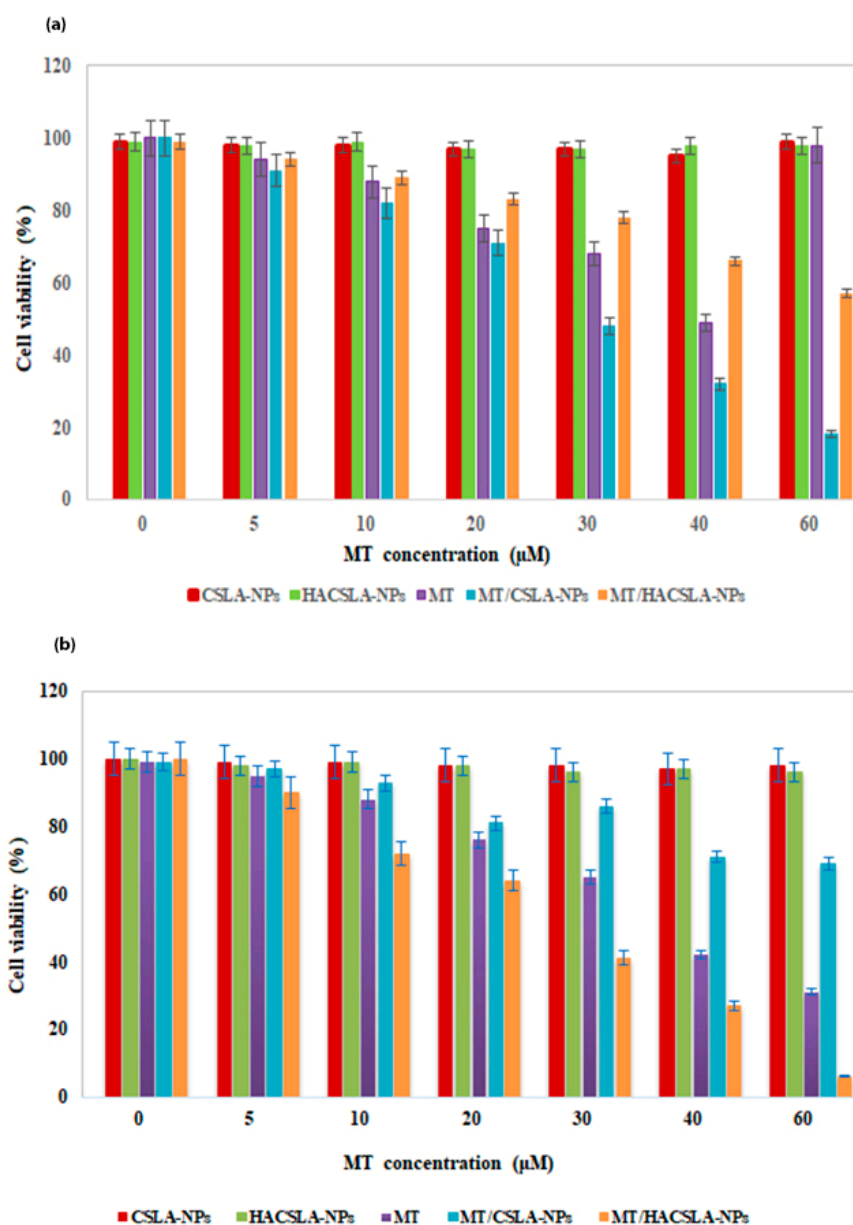 (a)
120
100
80
60
40
20
0
Cell viability (%)
0 5 10 20 30 40 60
MT concentration (μM)
CSLA-NPs HACSLA-NPs MT MT/CSLA-NPs MT/HACSLA-NPs
(b)
120
100
80
60
40
20
0
Cell viability (%)
0 5 10 20 30 40 60
MT concentration (μM)
CSLA-NPs HACSLA-NPs MT MT/CSLA-NPs MT/HACSLA-NPs